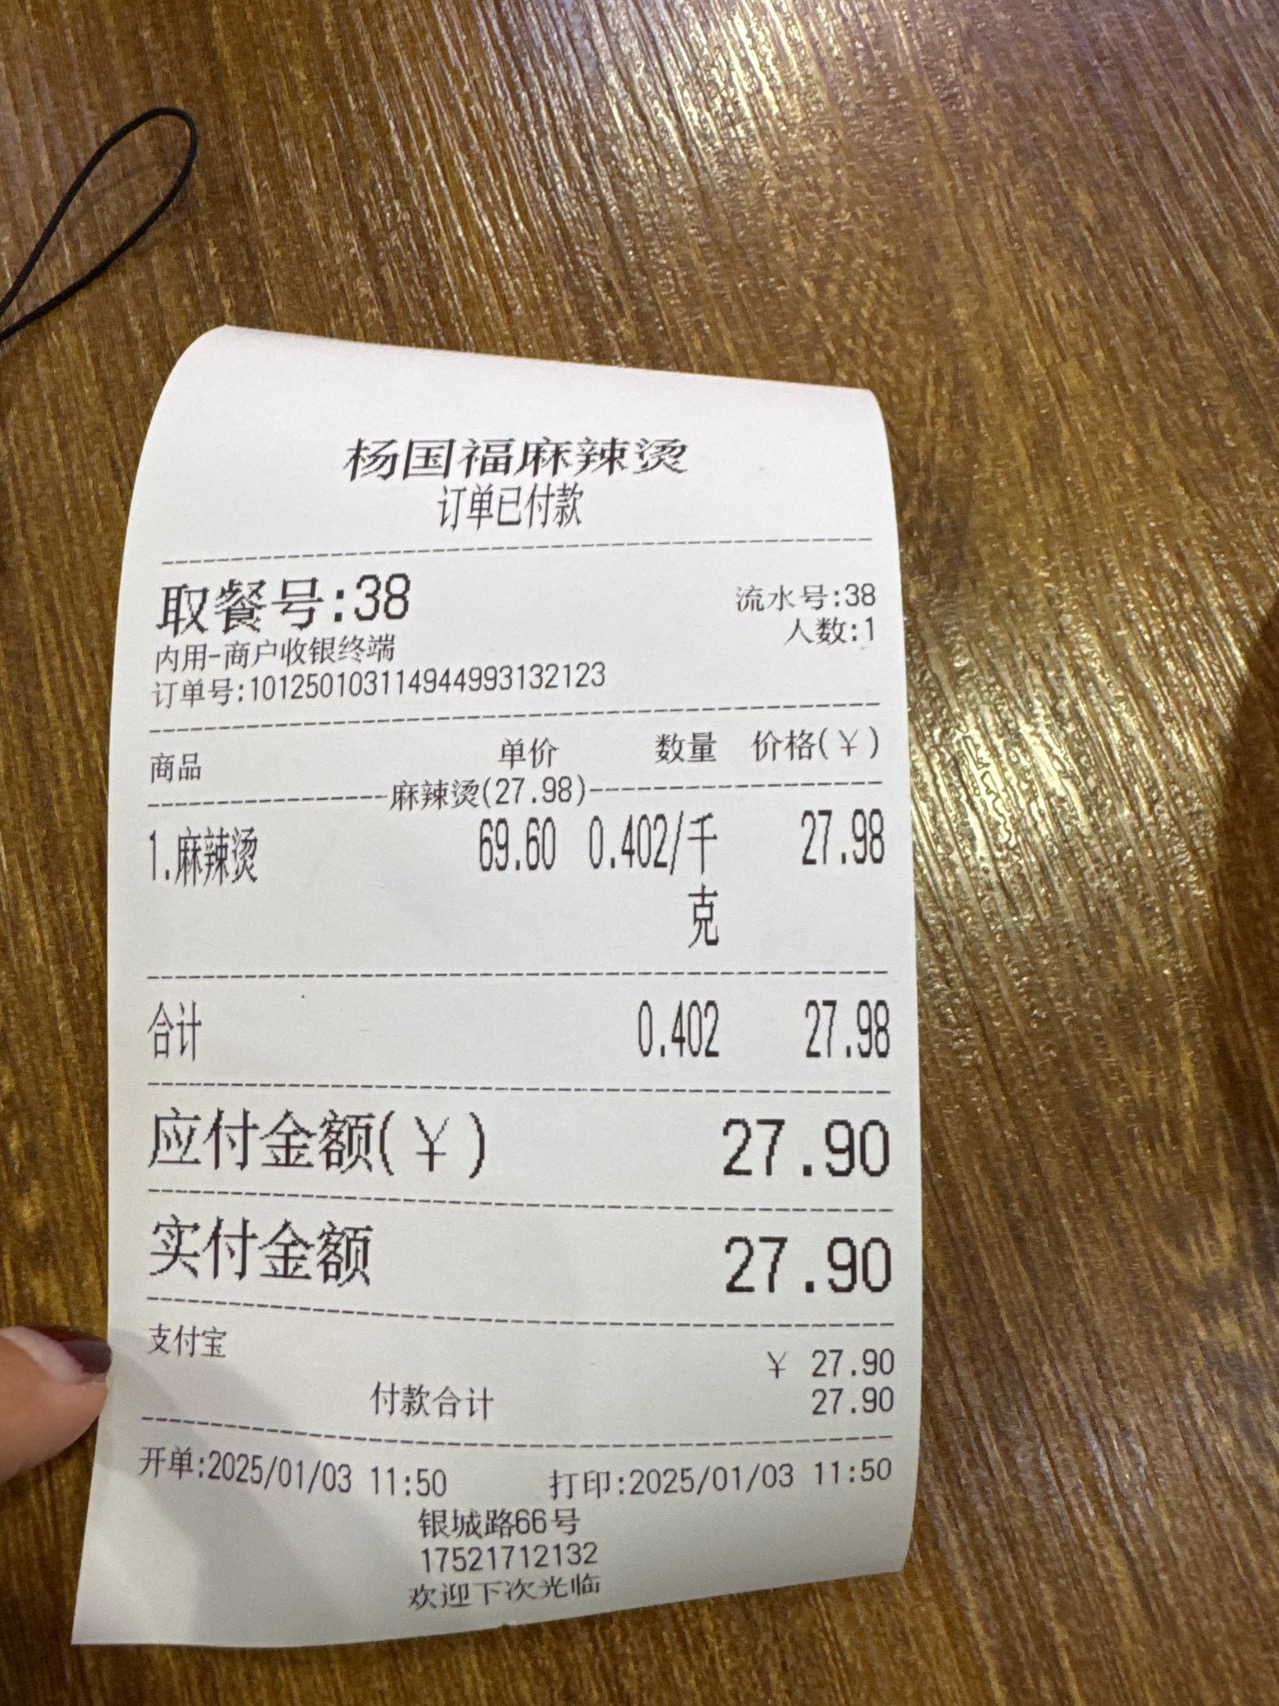 杨国福麻辣烫
订单已付款
取餐号:38
流水号:38
人数:1
内用-商户收银终端
订单号:101250103114944993132123
商品 单价 数量 价格(¥)
麻辣烫(27.98)
1.麻辣烫 69.60 0.402/千克 27.98
合计 0.402 27.98
应付金额(¥) 27.90
实付金额 27.90
支付宝 ¥ 27.90
付款合计 27.90
开单:2025/01/03 11:50 打印:2025/01/03 11:50
银城路66号
17521712132
欢迎下次光临